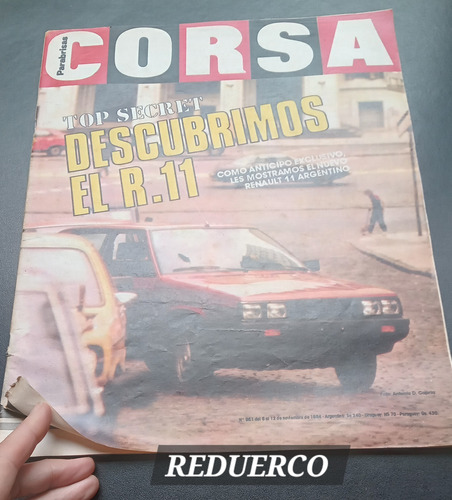 Parabrisas
CORSA
TOP SECRET
DESCUBRIMOS
EL R.11
COMO ANTICIPO EXCLUSIVO,
LES MOSTRAMOS EL NUEVO
RENAULT 11 ARGENTINO
REDUERCO